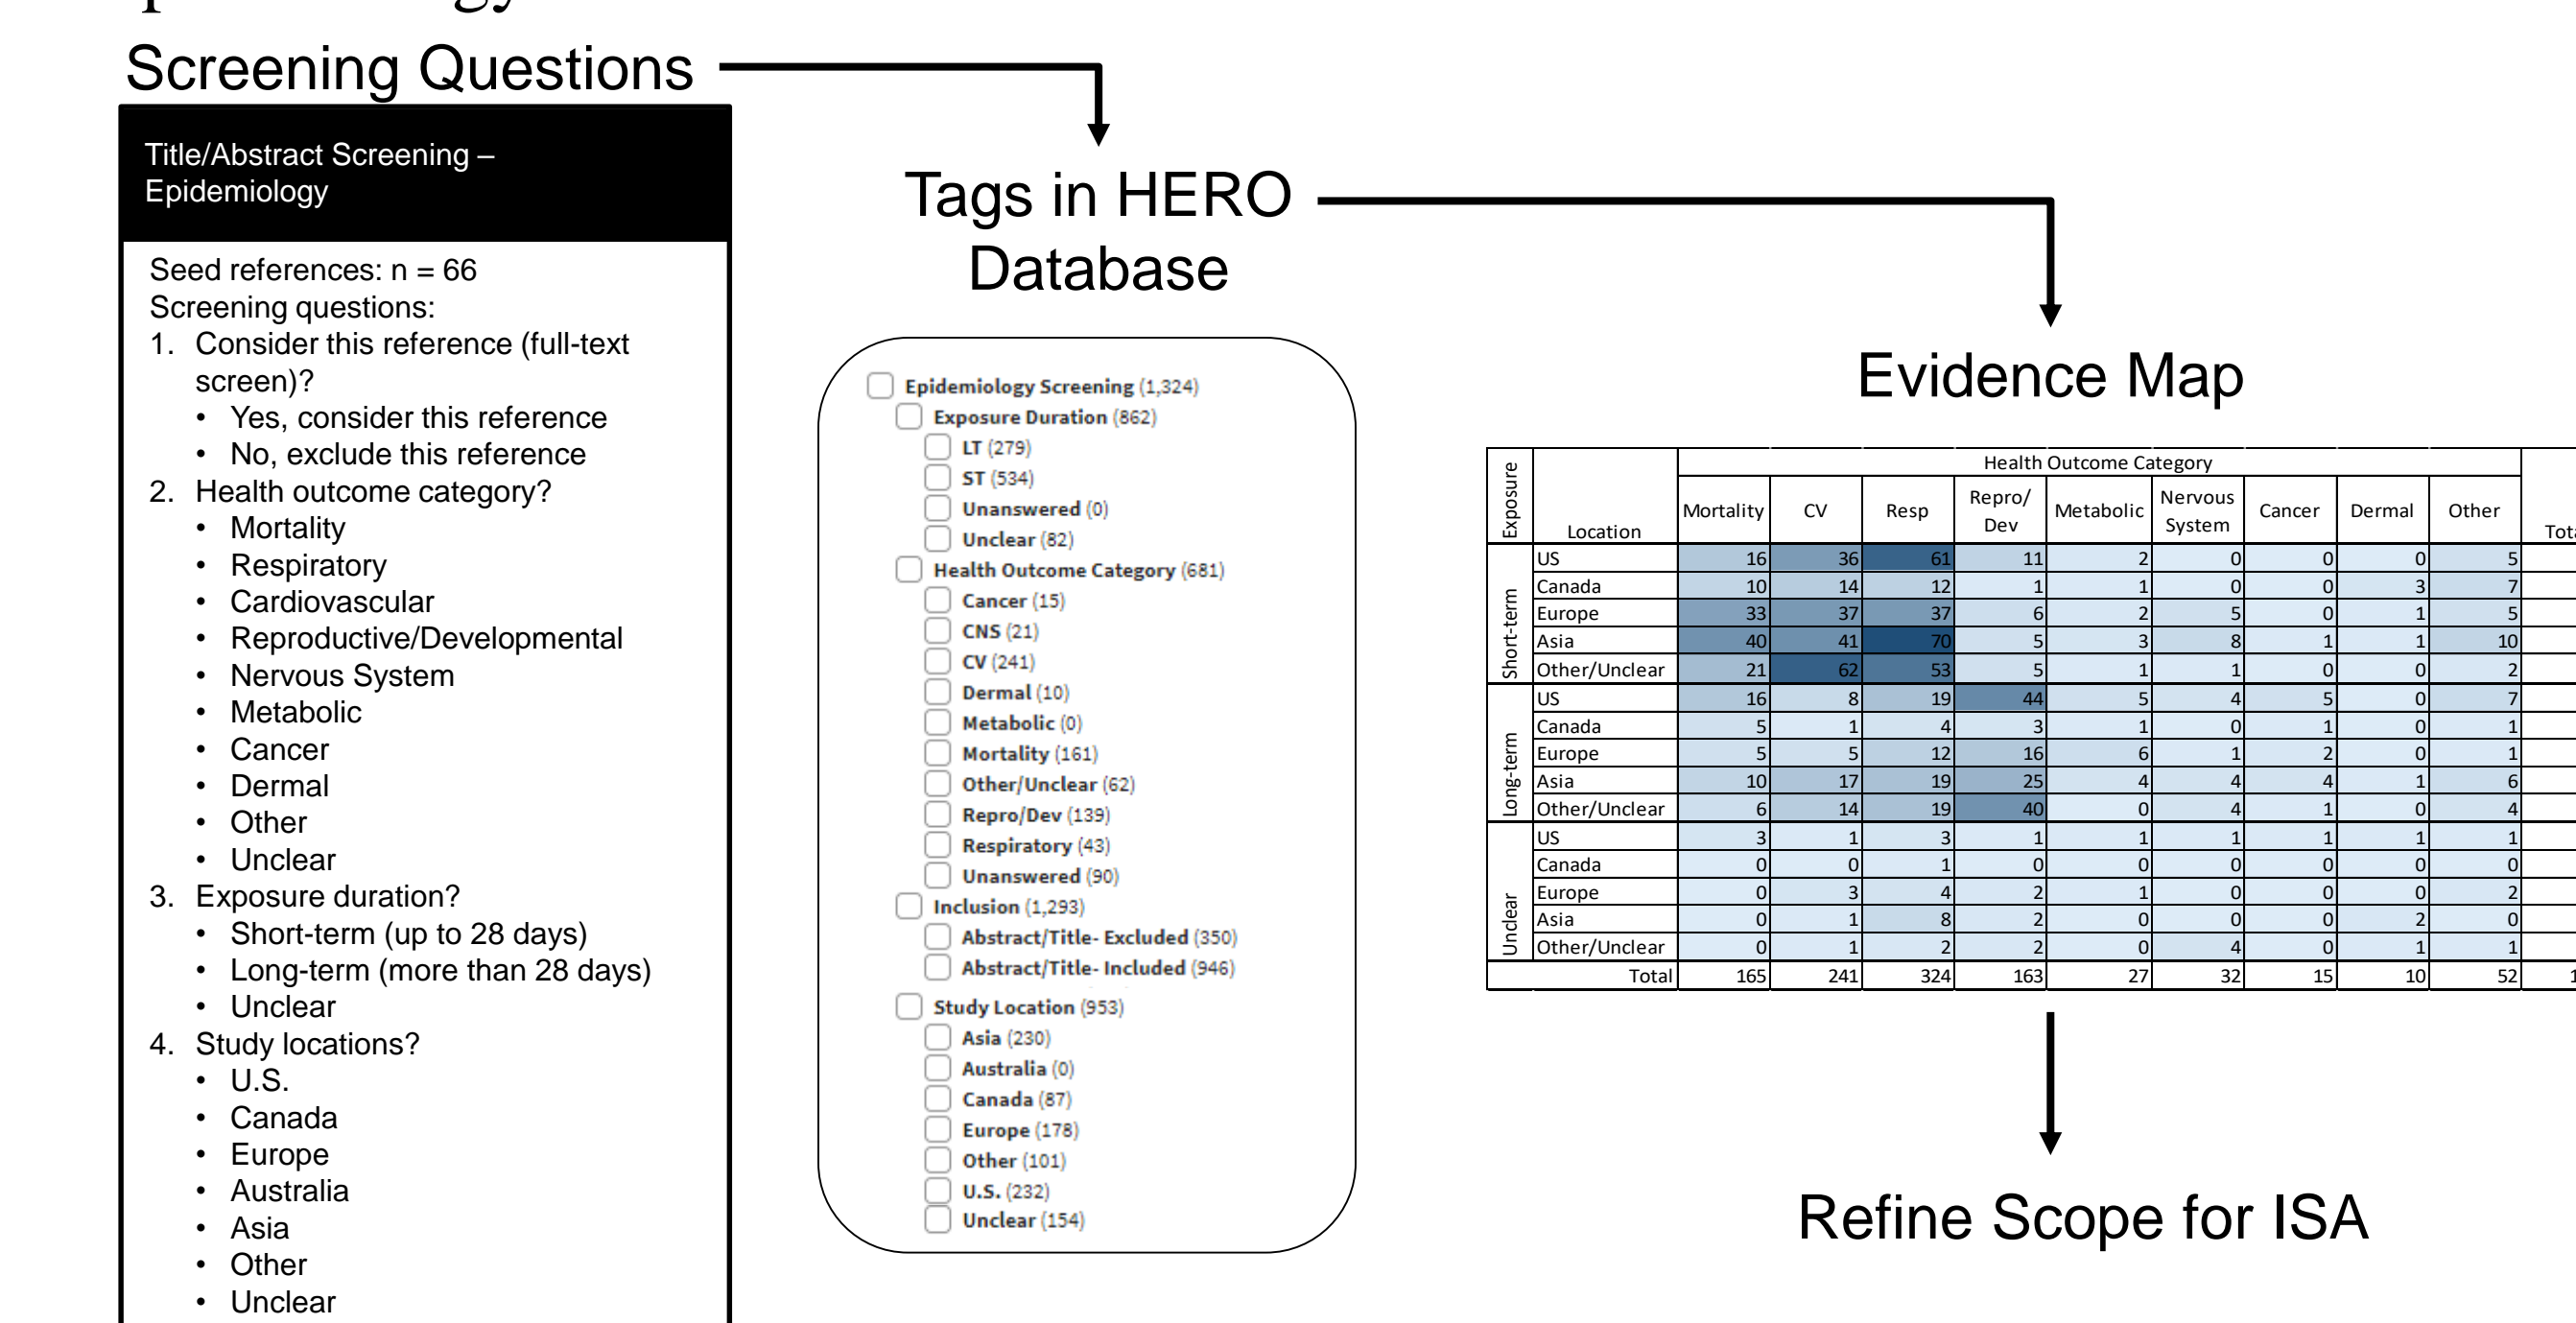 Screening Questions
Title/Abstract Screening –
Epidemiology
Seed references: n = 66
Screening questions:
1. Consider this reference (full-text
screen)?
• Yes, consider this reference
• No, exclude this reference
2. Health outcome category?
• Mortality
• Respiratory
• Cardiovascular
• Reproductive/Developmental
• Nervous System
• Metabolic
• Cancer
• Dermal
• Other
• Unclear
3. Exposure duration?
• Short-term (up to 28 days)
• Long-term (more than 28 days)
• Unclear
4. Study locations?
• U.S.
• Canada
• Europe
• Australia
• Asia
• Other
• Unclear
Tags in HERO
Database
Epidemiology Screening (1,324)
Exposure Duration (862)
LT (279)
ST (534)
Unanswered (0)
Unclear (82)
Health Outcome Category (681)
Cancer (15)
CNS (21)
CV (241)
Dermal (10)
Metabolic (0)
Mortality (161)
Other/Unclear (62)
Repro/Dev (139)
Respiratory (43)
Unanswered (90)
Inclusion (1,293)
Abstract/Title- Excluded (350)
Abstract/Title- Included (946)
Study Location (953)
Asia (230)
Australia (0)
Canada (87)
Europe (178)
Other (101)
U.S. (232)
Unclear (154)
Evidence Map
Exposure Location Health Outcome Category
Mortality CV Resp Repro/ Dev Metabolic Nervous System Cancer Dermal Other
Short-term
US 16 36 61 11 2 0 0 0 5
Canada 10 14 12 1 1 0 0 3 7
Europe 33 37 37 6 2 5 0 1 5
Asia 40 41 70 5 3 8 1 1 10
Other/Unclear 21 62 53 5 1 1 0 0 2
Long-term
US 16 8 19 44 5 4 5 0 7
Canada 5 1 4 3 1 0 1 0 1
Europe 5 5 12 16 6 1 2 0 1
Asia 10 17 19 25 4 4 4 1 6
Other/Unclear 6 14 19 40 0 4 1 0 4
Unclear
US 3 1 3 1 1 1 1 1 1
Canada 0 0 1 0 0 0 0 0 0
Europe 0 3 4 2 1 0 0 0 2
Asia 0 1 8 2 0 0 0 2 0
Other/Unclear 0 1 2 2 0 4 0 1 1
Total 165 241 324 163 27 32 15 10 52
Refine Scope for ISA